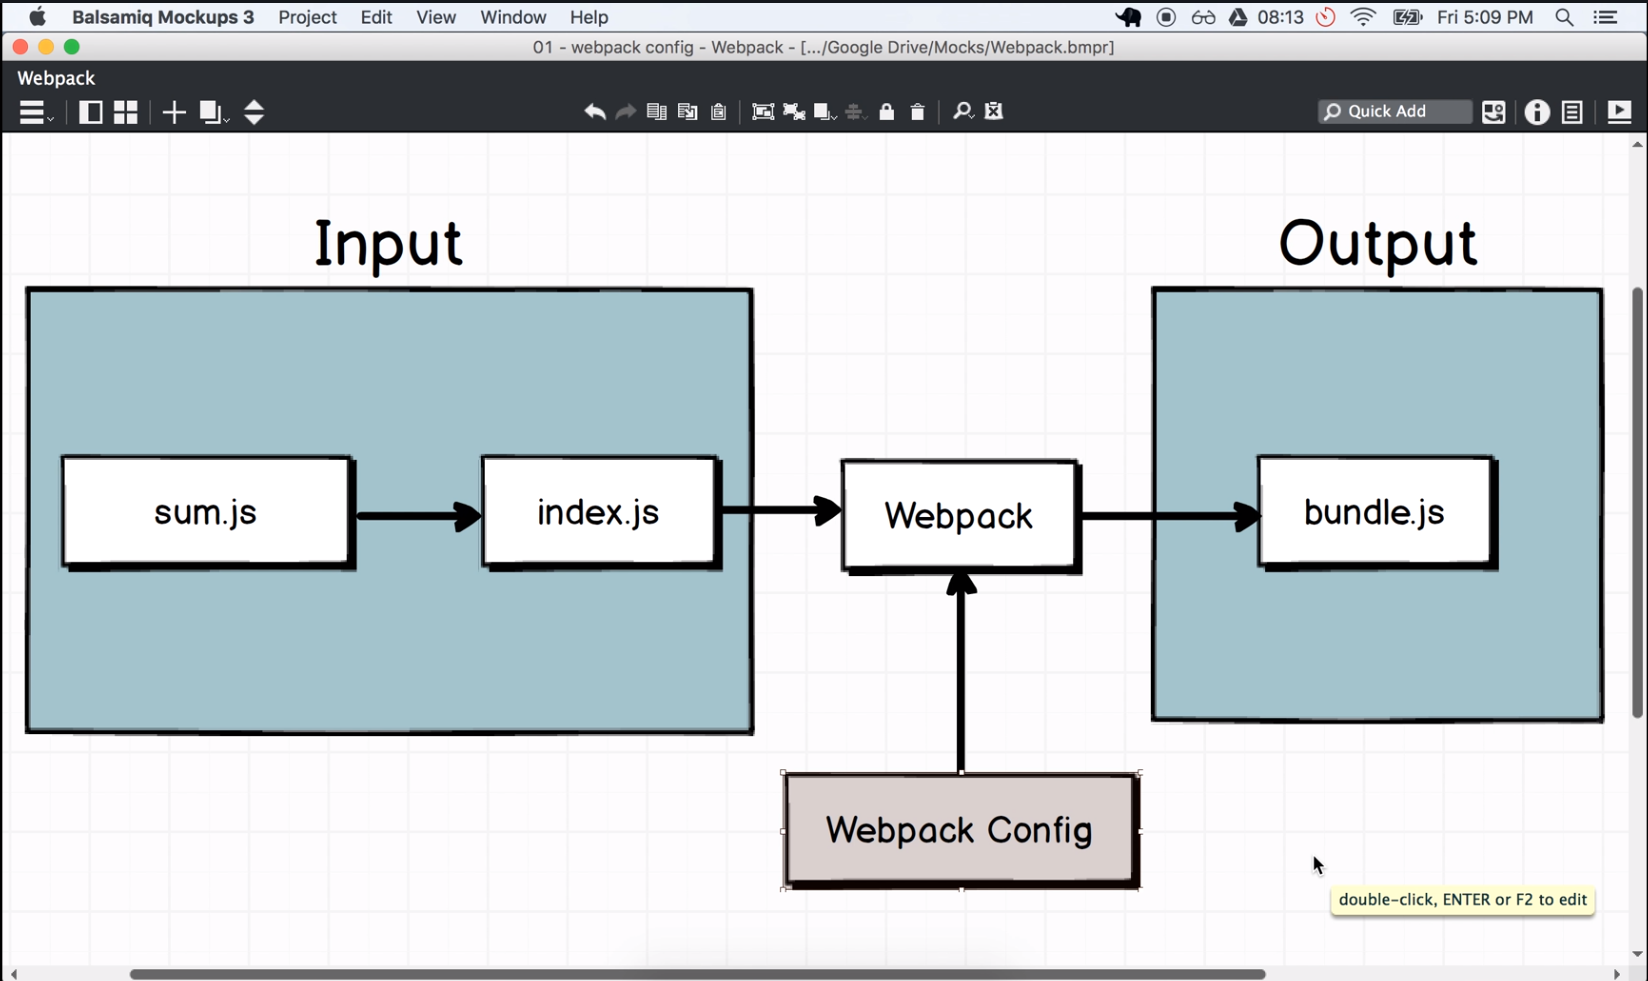 Balsamiq Mockups 3 Project Edit View Window Help 08:13 Fri 5:09 PM
01 - webpack config - Webpack - [.../Google Drive/Mocks/Webpack.bmpr]
Webpack
Quick Add
Input
Output
sum.js
index.js
Webpack
bundle.js
Webpack Config
double-click, ENTER or F2 to edit